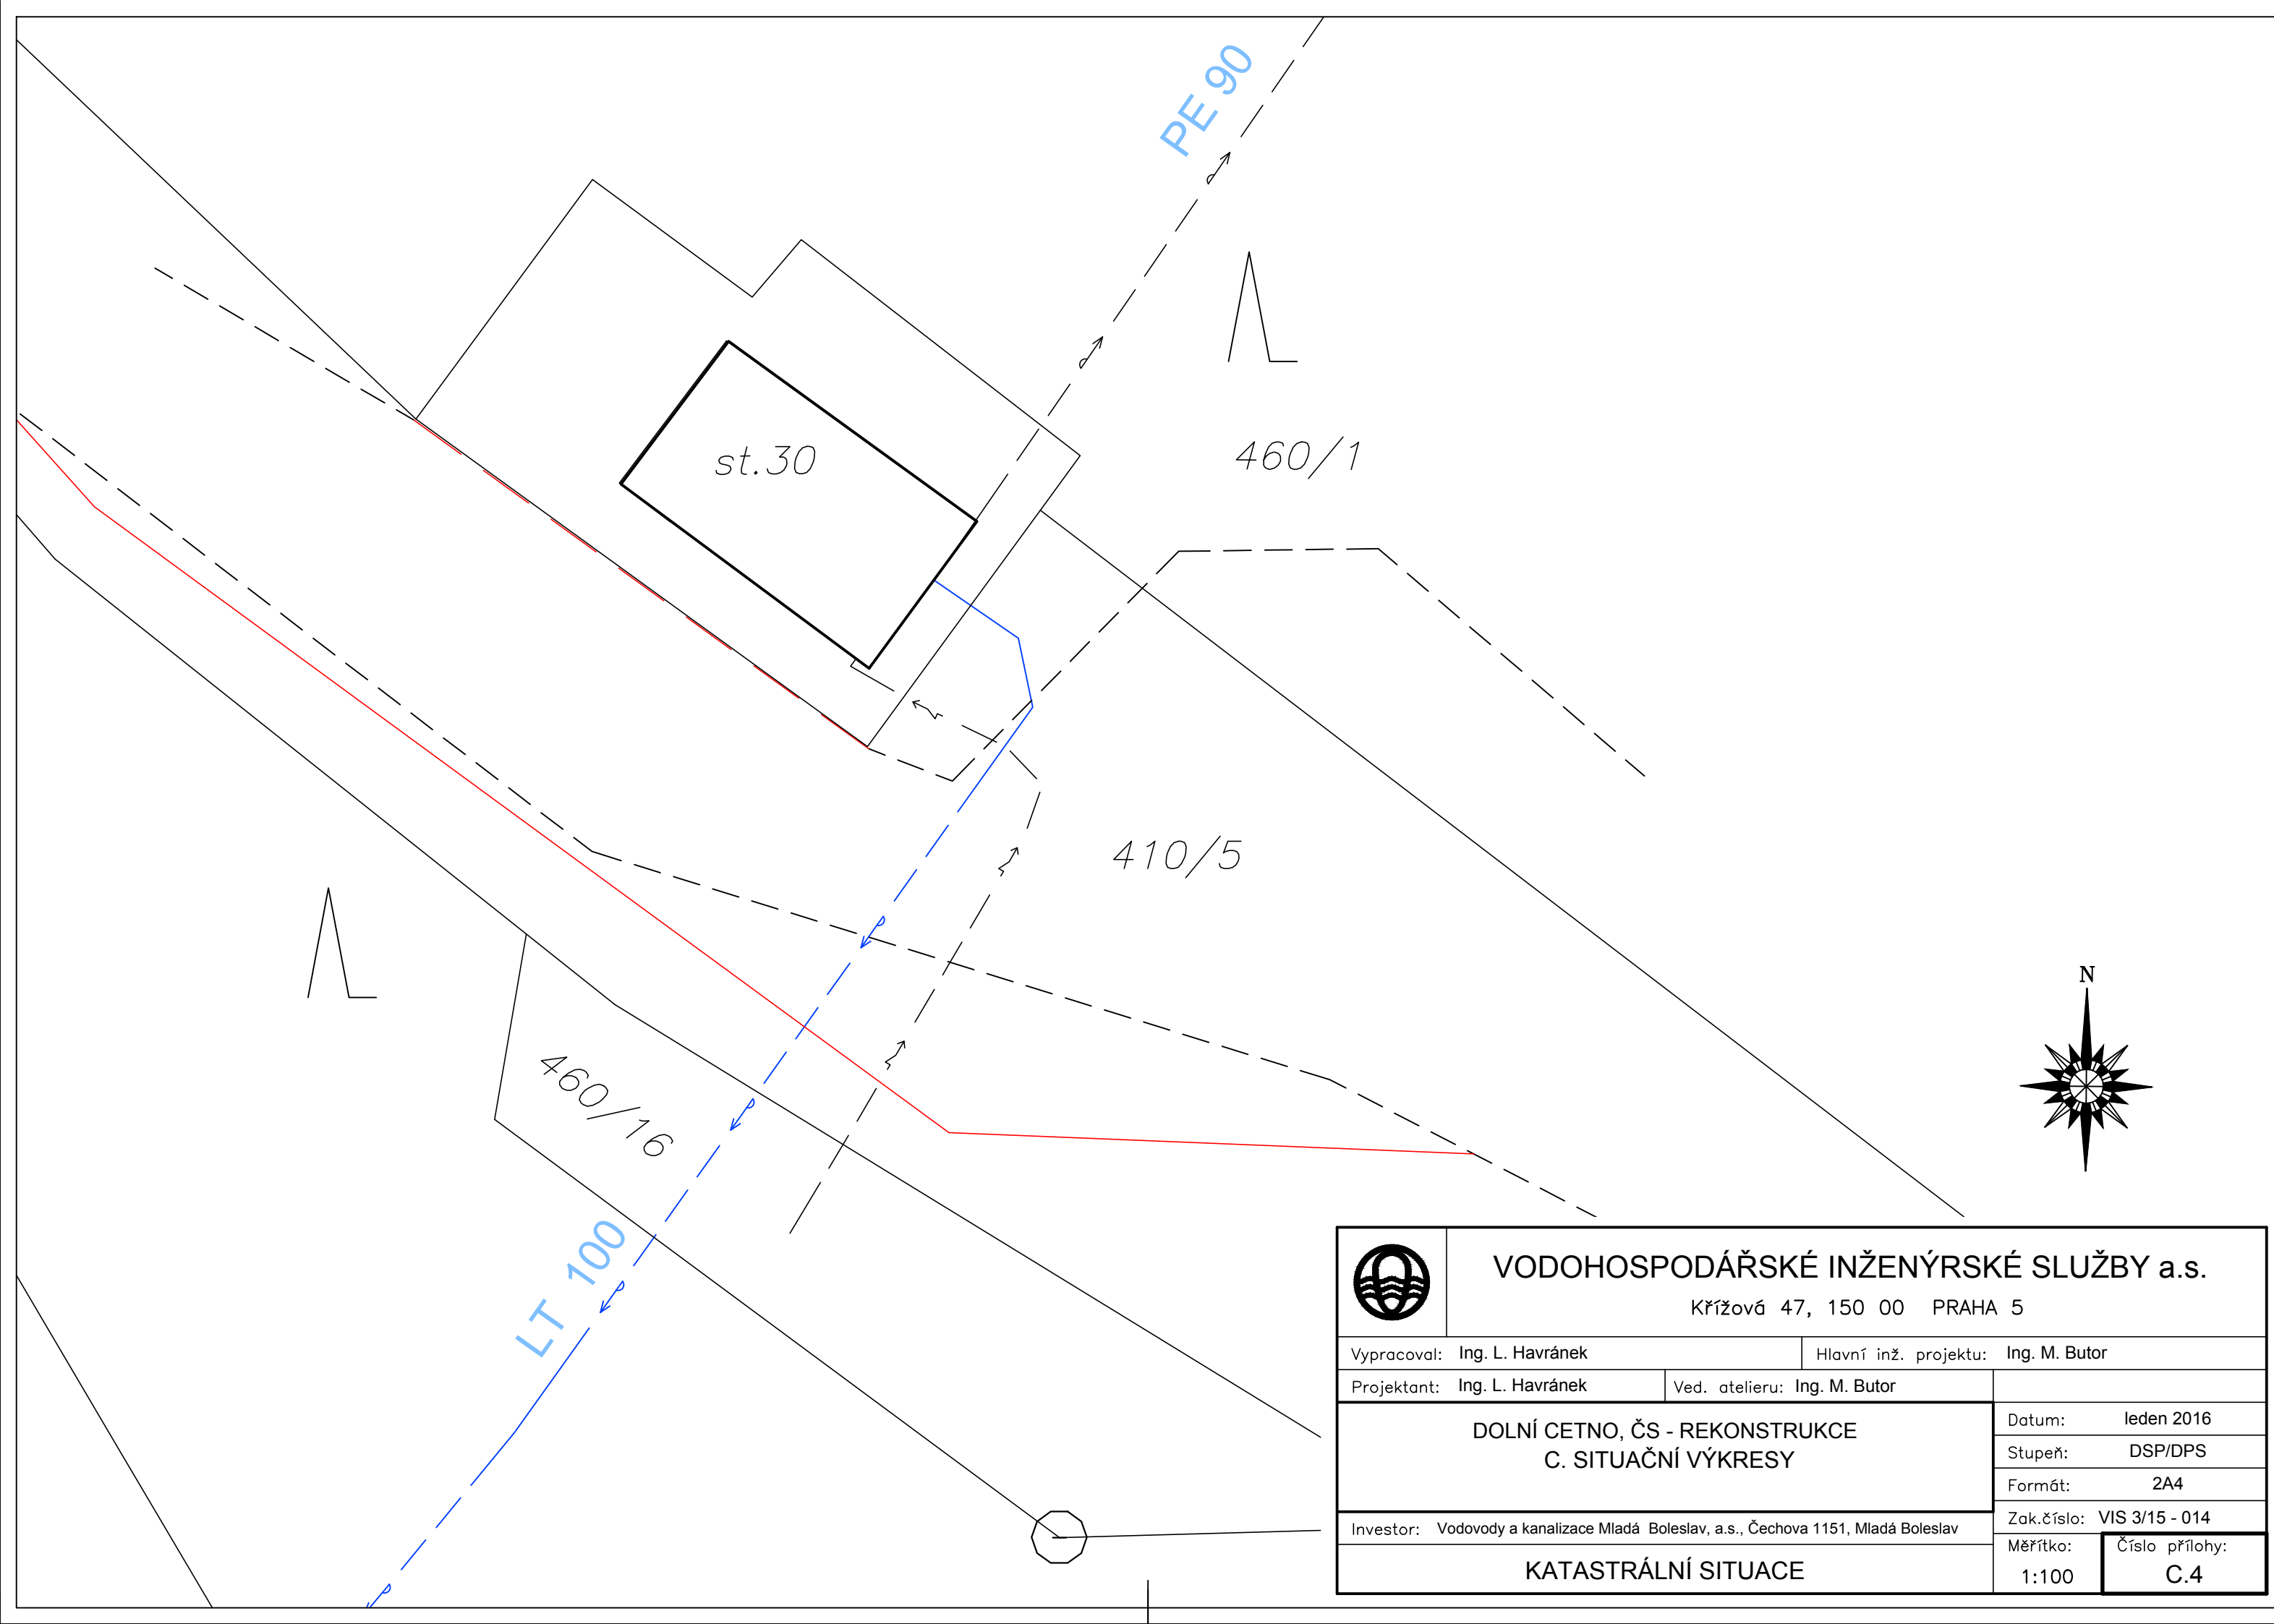 PE 90
st.30
460/1
410/5
460/16
LT 100
N
VODOHOSPODÁŘSKÉ INŽENÝRSKÉ SLUŽBY a.s.
Křížová 47, 150 00 PRAHA 5
Vypracoval: Ing. L. Havránek Hlavní inž. projektu: Ing. M. Butor
Projektant: Ing. L. Havránek Ved. atelieru: Ing. M. Butor
DOLNÍ CETNO, ČS - REKONSTRUKCE
C. SITUAČNÍ VÝKRESY
Datum: leden 2016
Stupeň: DSP/DPS
Formát: 2A4
Zak.číslo: VIS 3/15 - 014
Investor: Vodovody a kanalizace Mladá Boleslav, a.s., Čechova 1151, Mladá Boleslav
KATASTRÁLNÍ SITUACE
Měřítko:
1:100
Číslo přílohy:
C.4